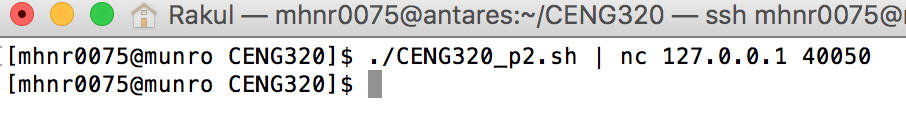 Rakul — mhnr0075@antares:~/CENG320 — ssh mhnr0075@
[mhnr0075@munro CENG320]$ ./CENG320_p2.sh | nc 127.0.0.1 40050
[mhnr0075@munro CENG320]$